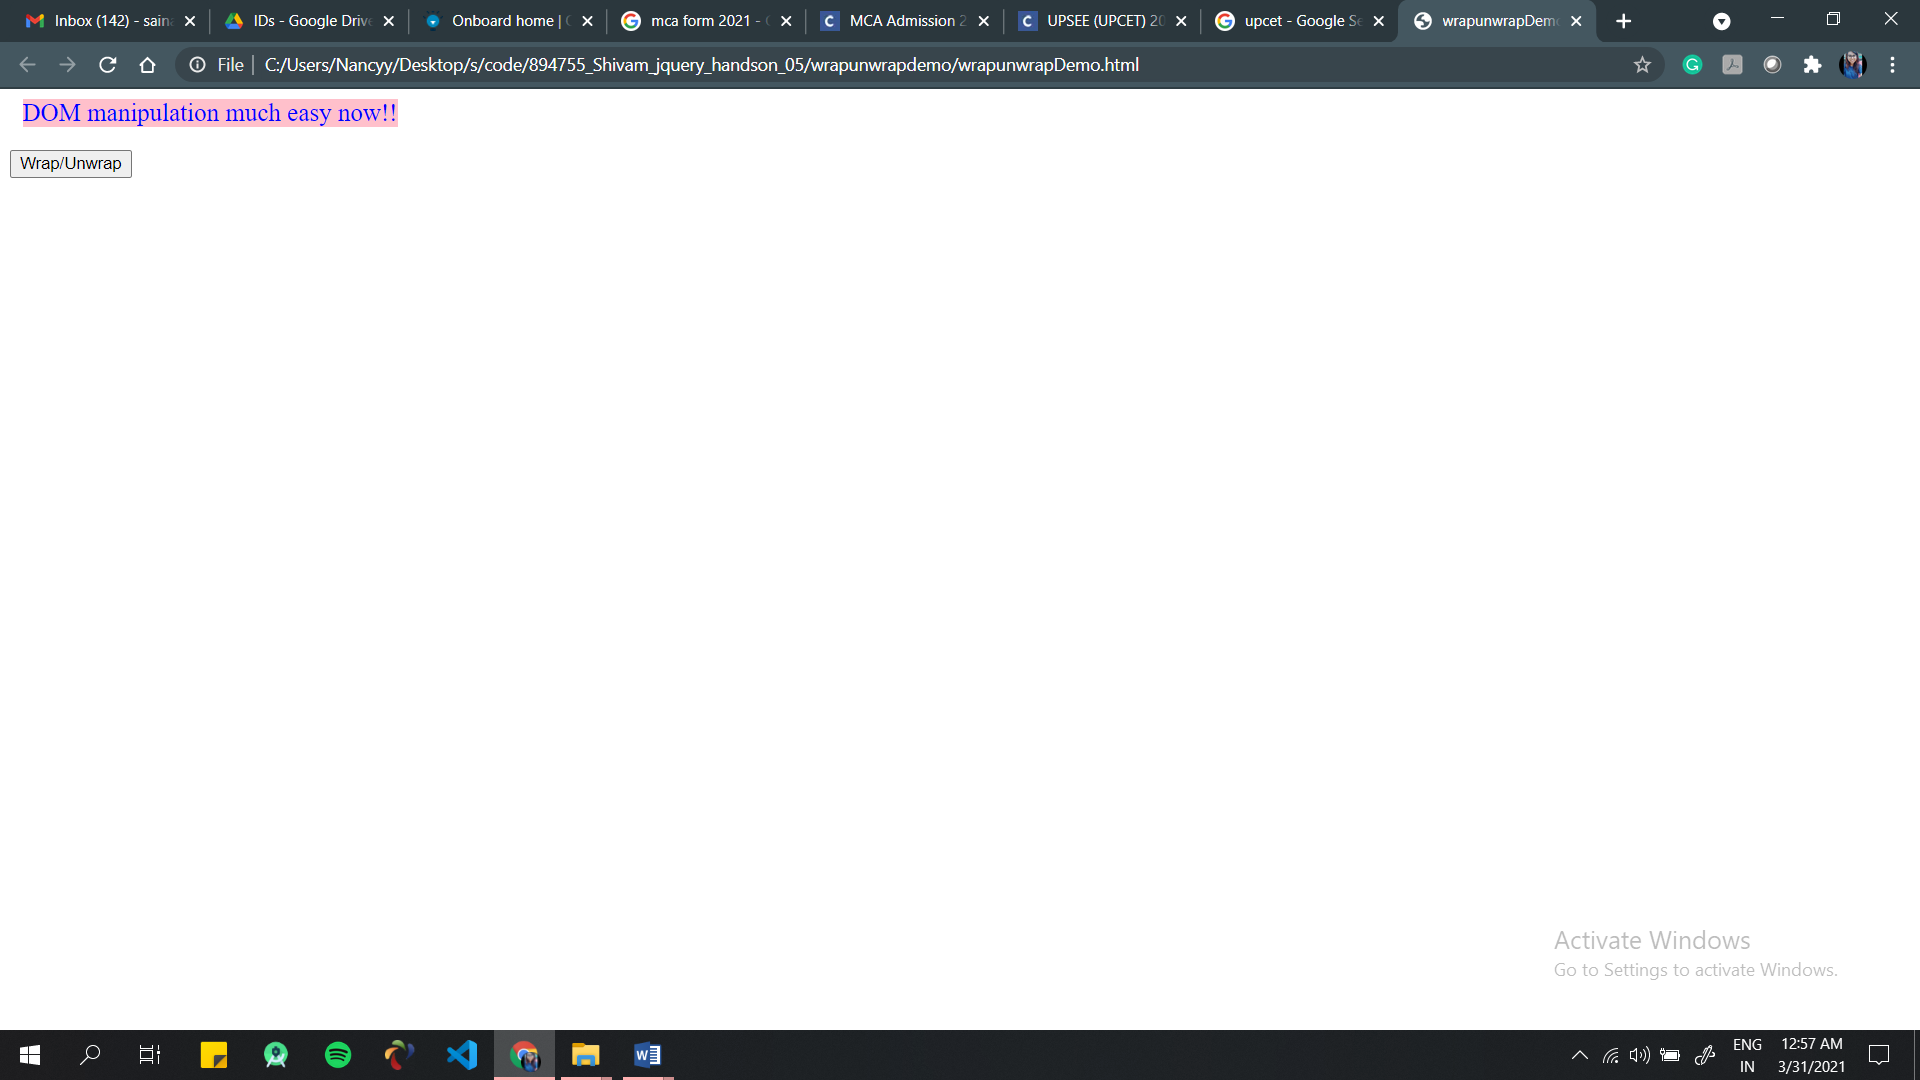 Inbox (142) - sain
IDs - Google Drive
Onboard home |
mca form 2021 -
MCA Admission 2
UPSEE (UPCET) 20
upcet - Google Se
wrapunwrapDemo
File
C:/Users/Nancyy/Desktop/s/code/894755_Shivam_jquery_handson_05/wrapunwrapdemo/wrapunwrapDemo.html
DOM manipulation much easy now!!
Wrap/Unwrap
Activate Windows
Go to Settings to activate Windows.
ENG
IN
12:57 AM
3/31/2021